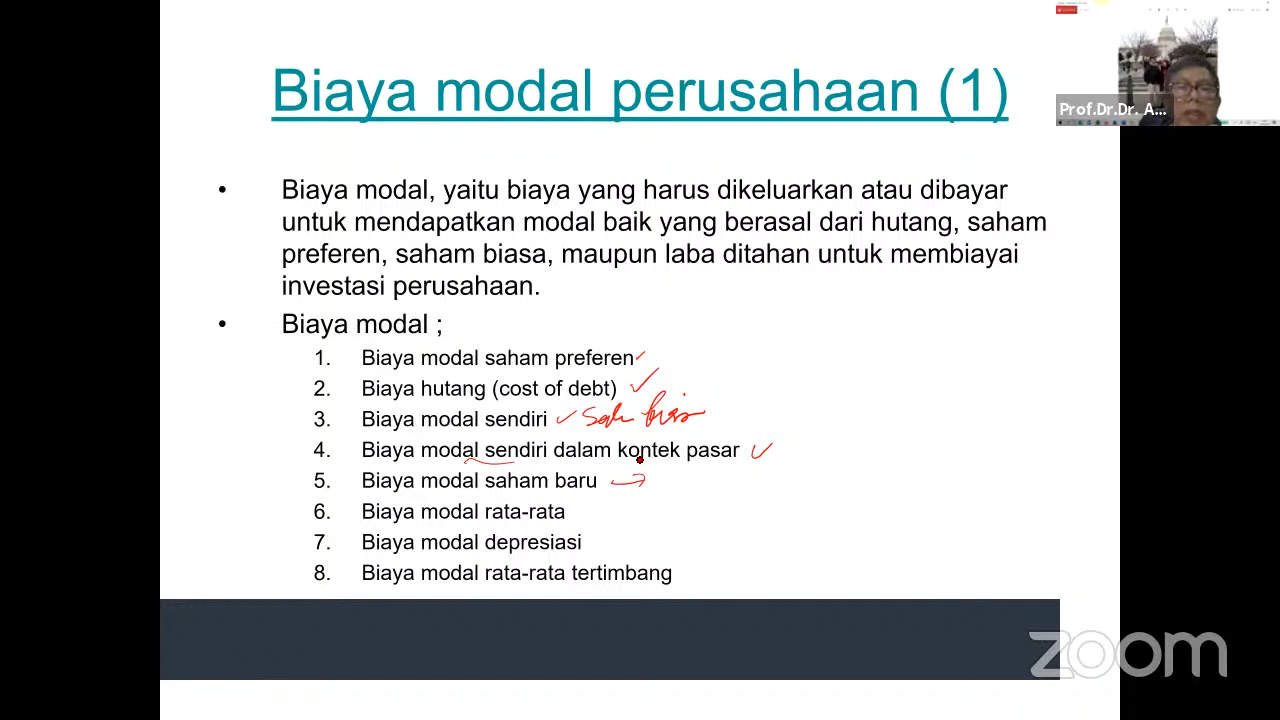 Biaya modal perusahaan (1)
Prof.Dr.Dr. A...
• Biaya modal, yaitu biaya yang harus dikeluarkan atau dibayar
untuk mendapatkan modal baik yang berasal dari hutang, saham
preferen, saham biasa, maupun laba ditahan untuk membiayai
investasi perusahaan.
• Biaya modal ;
1. Biaya modal saham preferen
2. Biaya hutang (cost of debt)
3. Biaya modal sendiri
4. Biaya modal sendiri dalam kontek pasar
5. Biaya modal saham baru
6. Biaya modal rata-rata
7. Biaya modal depresiasi
8. Biaya modal rata-rata tertimbang
zoom